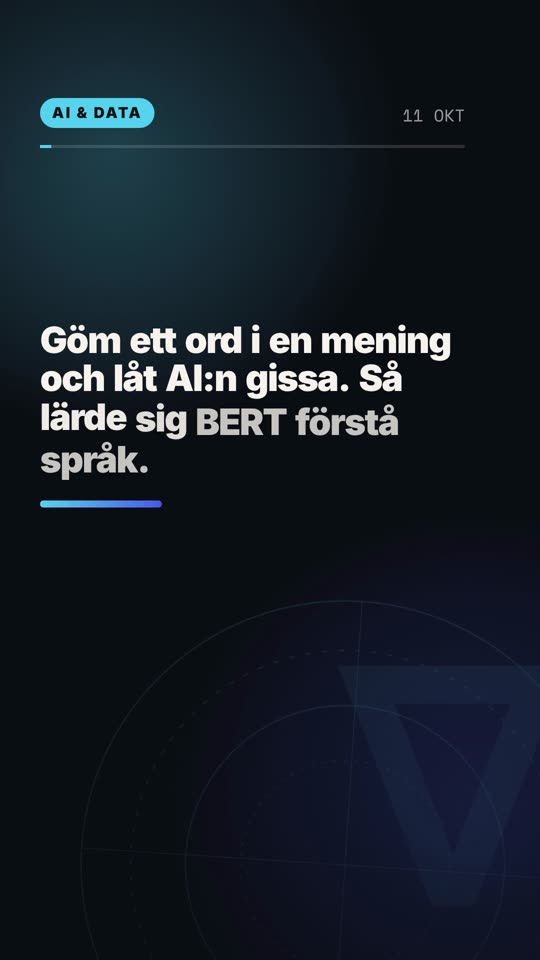 AI & DATA
11 OKT
Göm ett ord i en mening
och låt AI:n gissa. Så
lärde sig BERT förstå
språk.